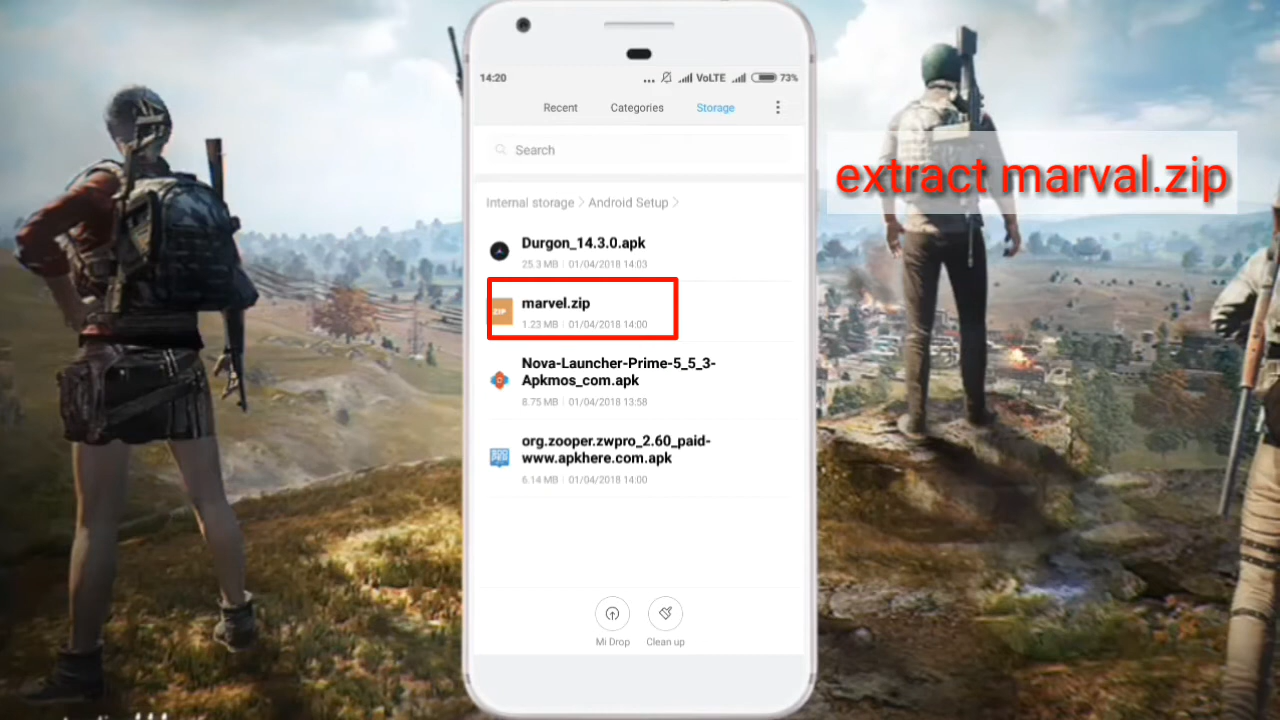 14:20
... VoLTE 73%
Recent Categories Storage
Search
Internal storage > Android Setup >
Durgon_14.3.0.apk
25.3 MB | 01/04/2018 14:03
ZIP
marvel.zip
1.23 MB | 01/04/2018 14:00
Nova-Launcher-Prime-5_5_3-
Apkmos_com.apk
8.75 MB | 01/04/2018 13:58
org.zooper.zwpro_2.60_paid-
www.apkhere.com.apk
6.14 MB | 01/04/2018 14:00
Mi Drop Clean up
extract marval.zip